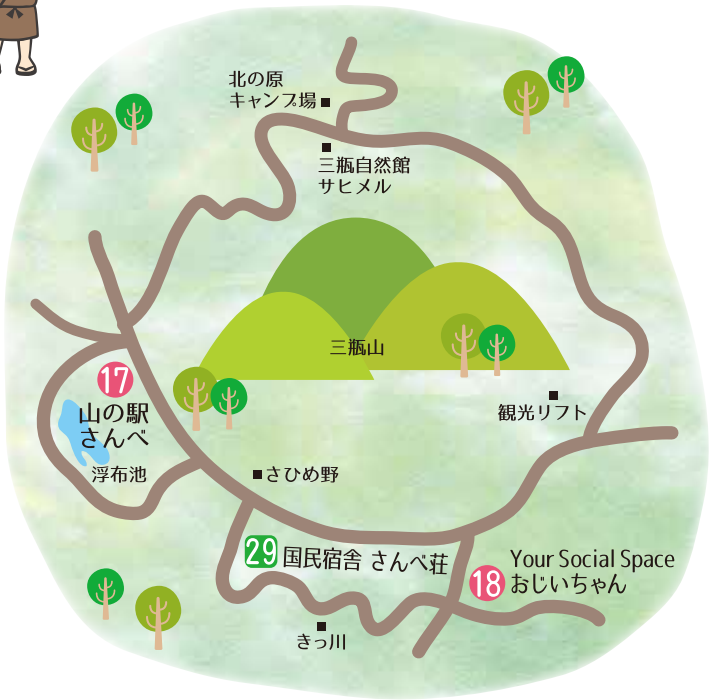 北の原
キャンプ場
三瓶自然館
サヒメル
三瓶山
観光リフト
17
山の駅
さんべ
浮布池
さひめ野
29 国民宿舎 さんべ荘
18 Your Social Space
おじいちゃん
きっ川